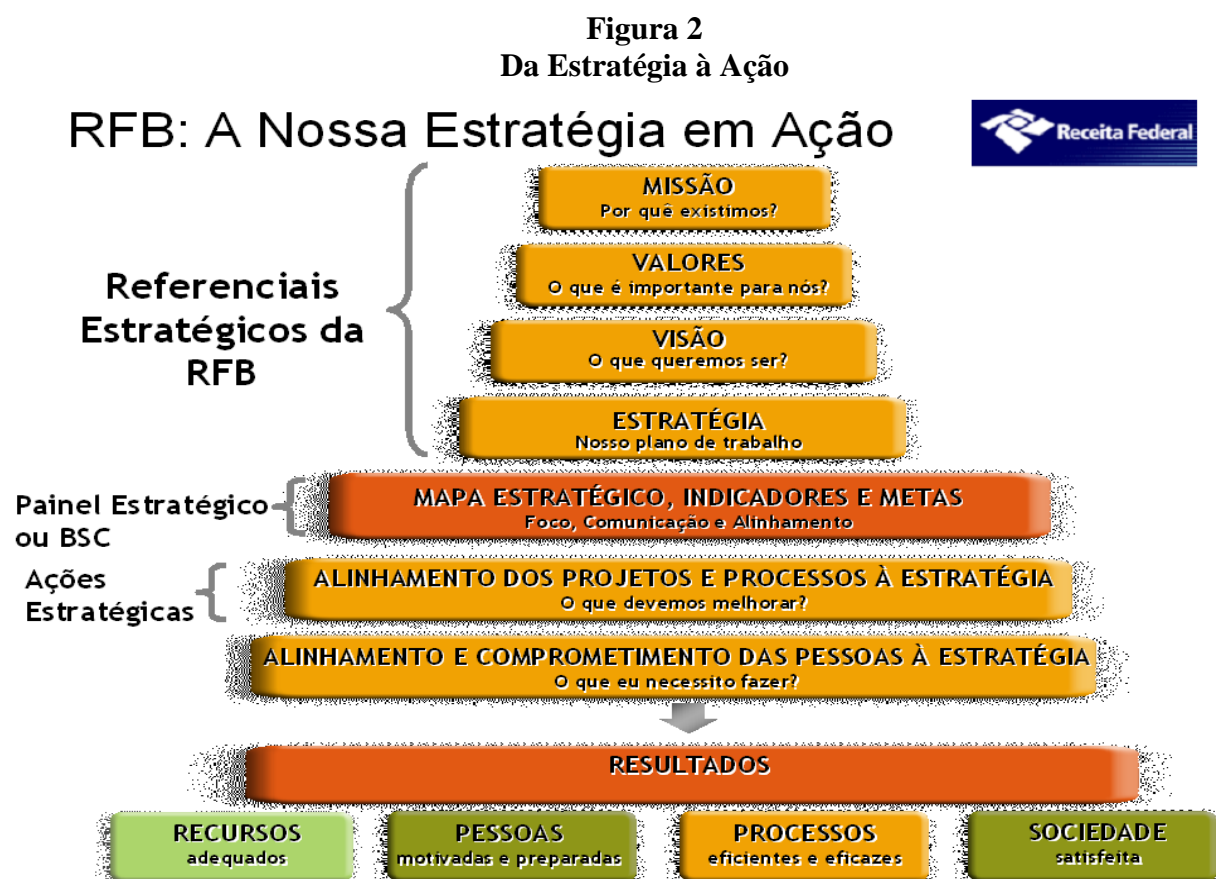 Figura 2
Da Estratégia à Ação
RFB: A Nossa Estratégia em Ação
Receita Federal
MISSÃO
Por quê existimos?
VALORES
O que é importante para nós?
Referenciais
Estratégicos da
RFB
VISÃO
O que queremos ser?
ESTRATÉGIA
Nosso plano de trabalho
Painel Estratégico
ou BSC
MAPA ESTRATÉGICO, INDICADORES E METAS
Foco, Comunicação e Alinhamento
Ações
Estratégicas
ALINHAMENTO DOS PROJETOS E PROCESSOS À ESTRATÉGIA
O que devemos melhorar?
ALINHAMENTO E COMPROMETIMENTO DAS PESSOAS À ESTRATÉGIA
O que eu necessito fazer?
RESULTADOS
RECURSOS
adequados
PESSOAS
motivadas e preparadas
PROCESSOS
eficientes e eficazes
SOCIEDADE
satisfeita